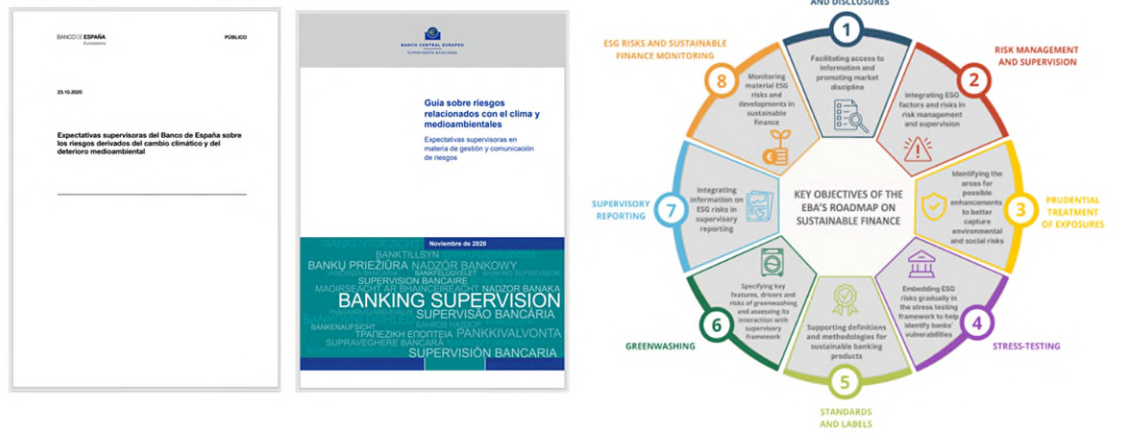 BANCODE ESPAÑA
Eurosistema
PÚBLICO
23.10.2020
Expectativas supervisoras del Banco de España sobre
los riesgos derivados del cambio climático y del
deterioro medioambiental
BANCO CENTRAL EUROPEO
SUPERVISIÓN BANCARIA
Guía sobre riesgos
relacionados con el clima y
medioambientales
Expectativas supervisoras en
materia de gestión y comunicación
de riesgos
Noviembre de 2020
BANKENTOEZICHT
BANKTILLSYN
BANKU PRIEŽIŪRA NADZÓR BANKOWY
BANKFELÜGYELET BANKING SUPERVISION
SUPERVISION BANCAIRE
MAOIRSEACHT AR BHAINCÉIREACHT NADZOR BANAKA
BANKING SUPERVISION
SUPERVISÃO BANCÁRIA
BANKENAUFSICHT
ΤΡΑΠΕΖΙΚΗ ΕΠΟΠΤΕΙΑ PANKKIVALVONTA
SUPRAVEGHERE BANCARĂ
SUPERVISIÓN BANCARIA
AND DISCLOSURES
1
Facilitating access to
information and
promoting market
discipline
RISK MANAGEMENT
AND SUPERVISION
2
Integrating ESG
factors and risks in
risk management
and supervision
PRUDENTIAL
TREATMENT
OF EXPOSURES
3
Identifying the
areas for
possible
enhancements
to better
capture
environmental
and social risks
STRESS-TESTING
4
Embedding ESG
risks gradually in
the stress testing
framework to help
identify banks'
vulnerabilities
STANDARDS
AND LABELS
5
Supporting definitions
and methodologies for
sustainable banking
products
GREENWASHING
6
Specifying key
features, drivers and
risks of greenwashing
and assessing its
interaction with
supervisory
framework
SUPERVISORY
REPORTING
7
Integrating
information on
ESG risks in
supervisory
reporting
ESG RISKS AND SUSTAINABLE
FINANCE MONITORING
8
Monitoring
material ESG
risks and
developments in
sustainable
finance
KEY OBJECTIVES OF THE
EBA'S ROADMAP ON
SUSTAINABLE FINANCE